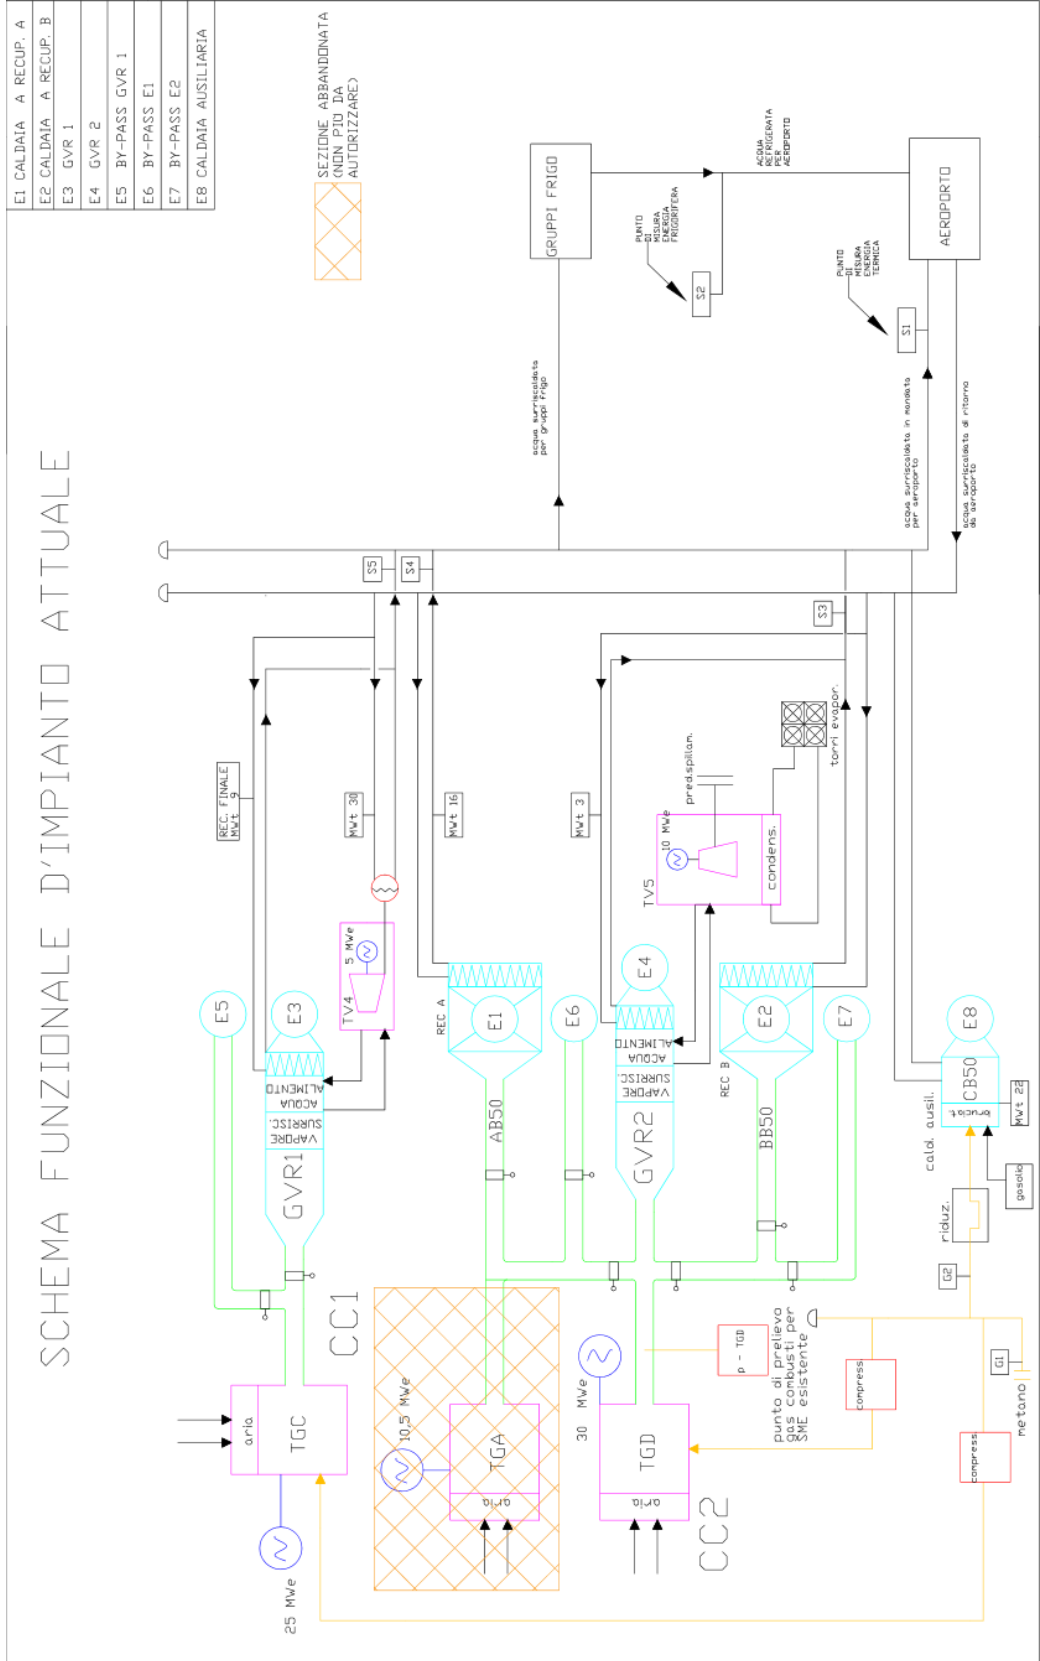 SCHEMA FUNZIONALE D'IMPIANTO ATTUALE
E1 CALDAIA A RECUP. A
E2 CALDAIA A RECUP. B
E3 GVR 1
E4 GVR 2
E5 BY-PASS GVR 1
E6 BY-PASS E1
E7 BY-PASS E2
E8 CALDAIA AUSILIARIA
SEZIONE ABBANDONATA
(NON PIÙ DA
AUTORIZZARE)
25 MWe
aria
TGC
CC1
E5
GVR1
VAPORE
SURRISC.
ACQUA
ALIMENTO
E3
REC. FINALE
MWt 9
TV4
5 MWe
MWt 30
S5
S4
MWt 16
10,5 MWe
aria
TGA
AB50
REC A
E1
E6
CC2
aria
TGD
30 MWe
GVR2
VAPORE
SURRISC.
ACQUA
ALIMENTO
E4
MWt 3
TV5
10 MWe
pred.spillam.
condens.
torri evapor.
S3
BB50
REC B
E2
E7
p - TGD
punto di prelievo
gas combusti per
SME esistente
compress
compress
G1
metano
G2
riduz.
gasolio
cald. ausil.
bruciat.
CB50
E8
MWt 22
acqua surriscaldata
per gruppi frigo
GRUPPI FRIGO
PUNTO
DI
MISURA
ENERGIA
FRIGORIFERA
S2
ACQUA
REFRIGERATA
PER
AEROPORTO
PUNTO
DI
MISURA
ENERGIA
TERMICA
S1
AEROPORTO
acqua surriscaldata in mandata
per aeroporto
acqua surriscaldata di ritorno
da aeroporto